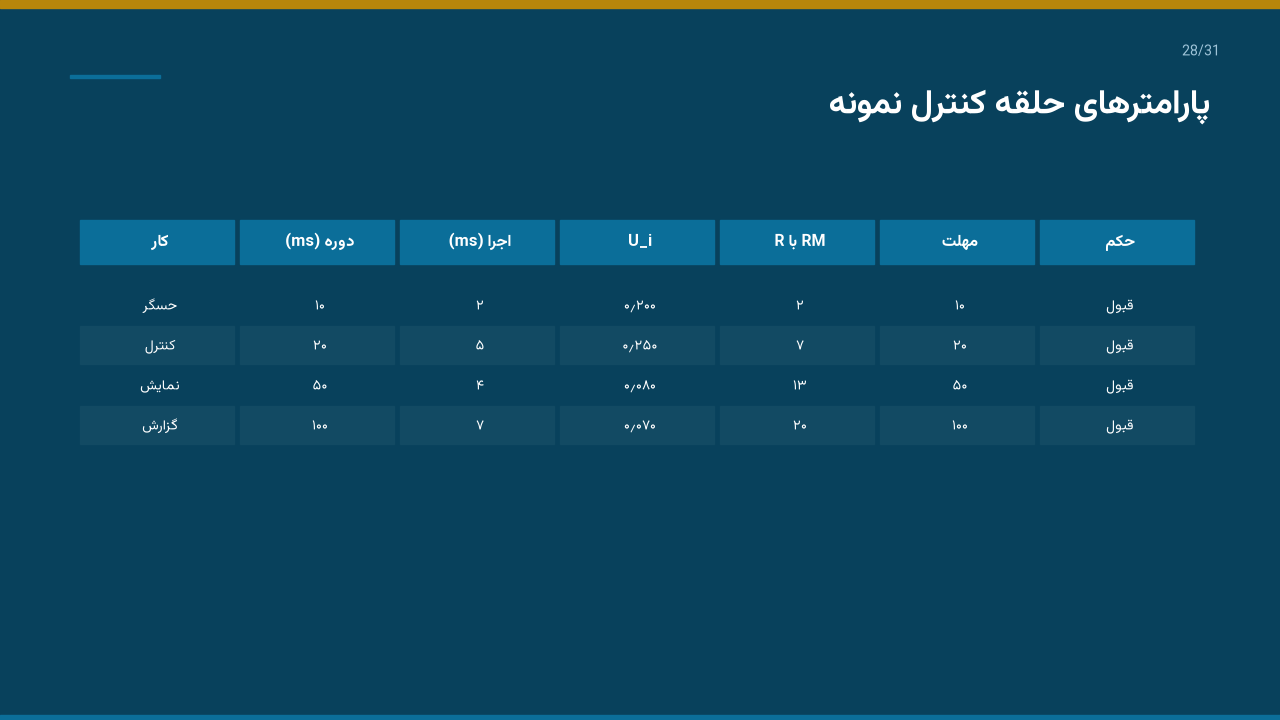 28/31
پارامترهای حلقه کنترل نمونه
کار دوره (ms) اجرا (ms) U_i R با RM مهلت حکم
حسگر ۱۰ ۲ ۰٫۲۰۰ ۲ ۱۰ قبول
کنترل ۲۰ ۵ ۰٫۲۵۰ ۷ ۲۰ قبول
نمایش ۵۰ ۴ ۰٫۰۸۰ ۱۳ ۵۰ قبول
گزارش ۱۰۰ ۷ ۰٫۰۷۰ ۲۰ ۱۰۰ قبول